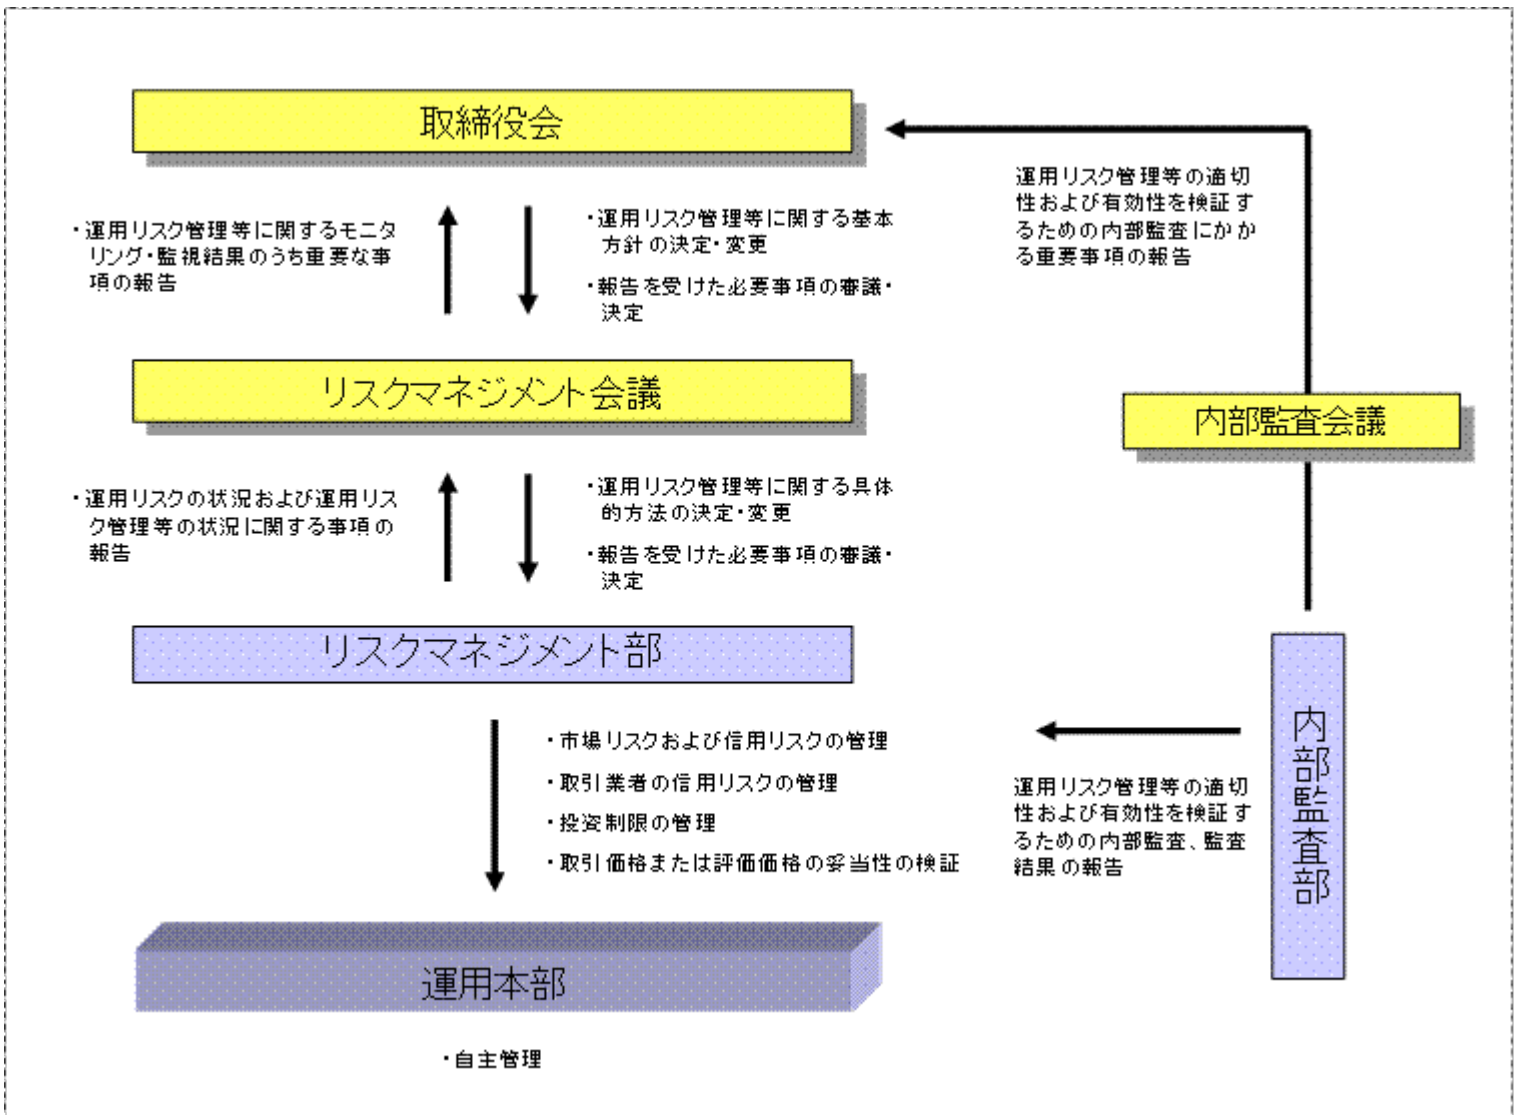 取締役会
運用リスク管理等の適切
性および有効性を検証す
るための内部監査にかか
る重要事項の報告
・運用リスク管理等に関するモニタ
リング・監視結果のうち重要な事
項の報告
・運用リスク管理等に関する基本
方針の決定・変更
・報告を受けた必要事項の審議・
決定
リスクマネジメント会議
内部監査会議
・運用リスクの状況および運用リス
ク管理等の状況に関する事項の
報告
・運用リスク管理等に関する具体
的方法の決定・変更
・報告を受けた必要事項の審議・
決定
リスクマネジメント部
内部監査部
・市場リスクおよび信用リスクの管理
・取引業者の信用リスクの管理
・投資制限の管理
・取引価格または評価価格の妥当性の検証
運用リスク管理等の適切
性および有効性を検証す
るための内部監査、監査
結果の報告
運用本部
・自主管理